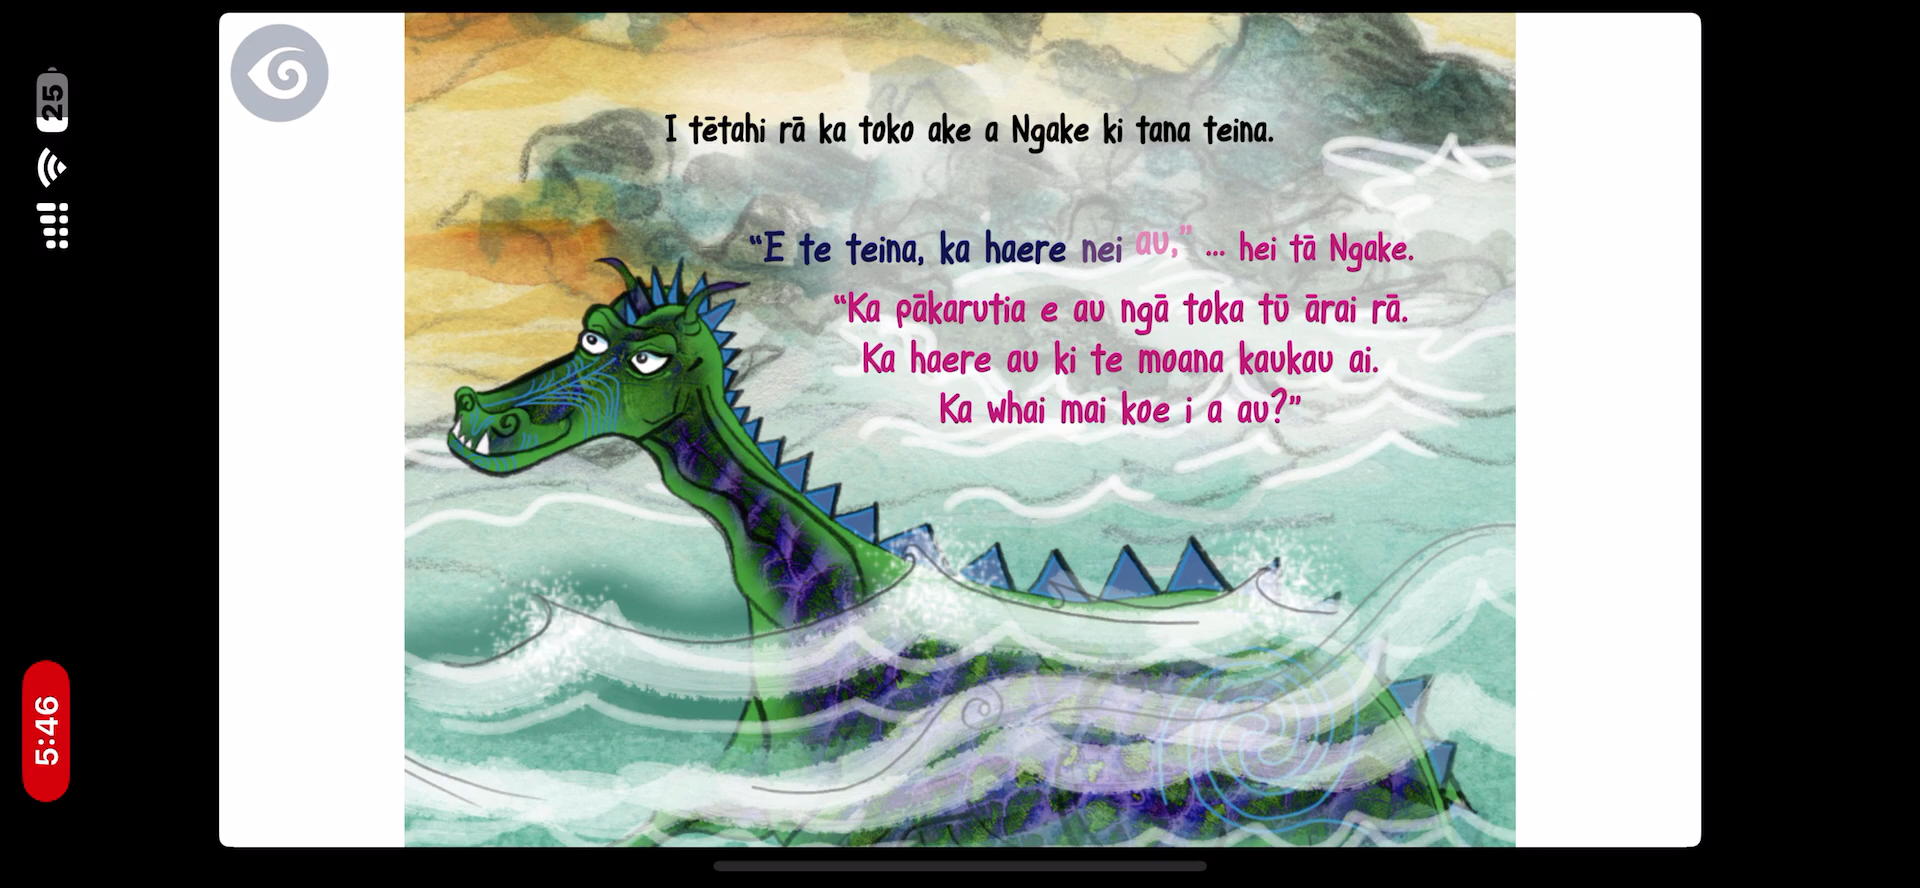 I tētahi rā ka toko ake a Ngake ki tana teina.
“E te teina, ka haere nei au,” ... hei tā Ngake.
“Ka pākarutia e au ngā toka tū ārai rā.
Ka haere au ki te moana kaukau ai.
Ka whai mai koe i a au?”
25
5:46